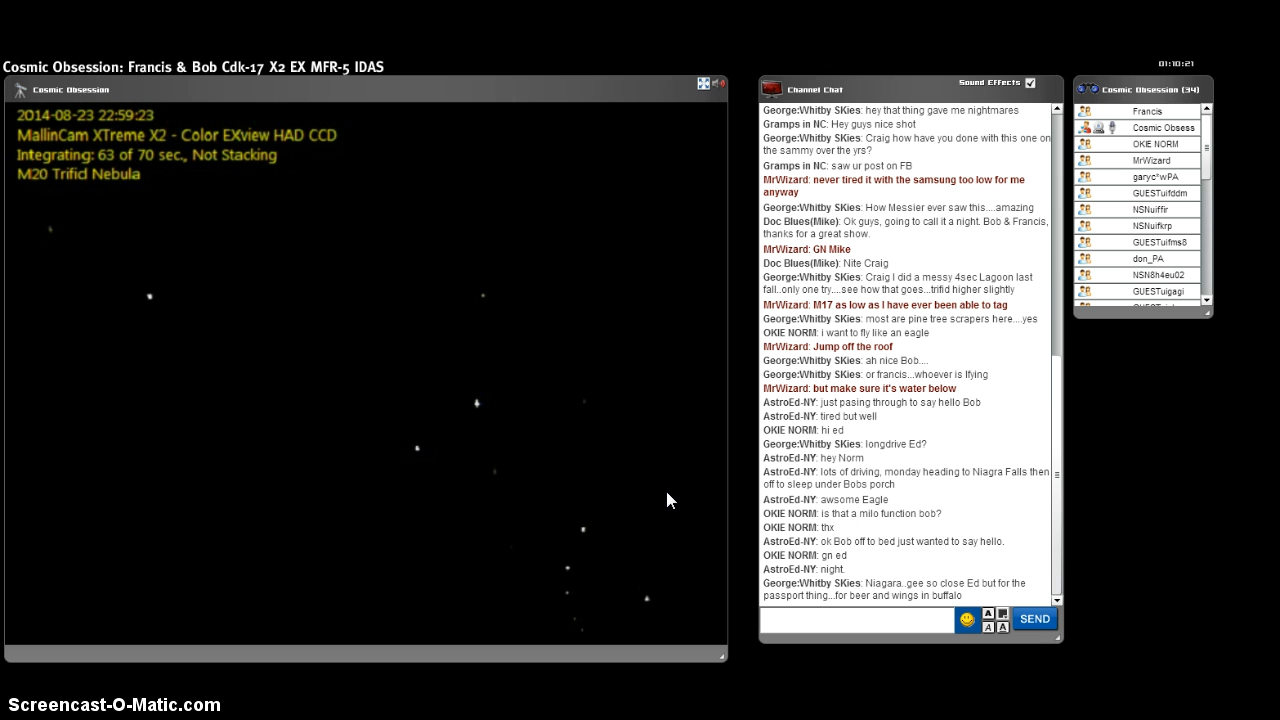 Cosmic Obsession: Francis & Bob Cdk-17 X2 EX MFR-5 IDAS
01:10:21
Cosmic Obsession
2014-08-23 22:59:23
MallinCam XTreme X2 - Color EXview HAD CCD
Integrating: 63 of 70 sec., Not Stacking
M20 Trifid Nebula
Channel Chat
Sound Effects
George:Whitby SKies: hey that thing gave me nightmares
Gramps in NC: Hey guys nice shot
George:Whitby SKies: Craig how have you done with this one on
the sammy over the yrs?
Gramps in NC: saw ur post on FB
MrWizard: never tired it with the samsung too low for me
anyway
George:Whitby SKies: How Messier ever saw this....amazing
Doc Blues(Mike): Ok guys, going to call it a night. Bob & Francis,
thanks for a great show.
MrWizard: GN Mike
Doc Blues(Mike): Nite Craig
George:Whitby SKies: Craig I did a messy 4sec Lagoon last
fall..only one try....see how that goes...trifid higher slightly
MrWizard: M17 as low as I have ever been able to tag
George:Whitby SKies: most are pine tree scrapers here....yes
OKIE NORM: i want to fly like an eagle
MrWizard: Jump off the roof
George:Whitby SKies: ah nice Bob....
George:Whitby SKies: or francis...whoever is lfying
MrWizard: but make sure it's water below
AstroEd-NY: just pasing through to say hello Bob
AstroEd-NY: tired but well
OKIE NORM: hi ed
George:Whitby SKies: longdrive Ed?
AstroEd-NY: hey Norm
AstroEd-NY: lots of driving, monday heading to Niagra Falls then
off to sleep under Bobs porch
AstroEd-NY: awsome Eagle
OKIE NORM: is that a milo function bob?
OKIE NORM: thx
AstroEd-NY: ok Bob off to bed just wanted to say hello.
OKIE NORM: gn ed
AstroEd-NY: night.
George:Whitby SKies: Niagara..gee so close Ed but for the
passport thing...for beer and wings in buffalo
A
A A
SEND
Cosmic Obsession (34)
Francis
Cosmic Obsess
OKIE NORM
MrWizard
garyc*wPA
GUESTuifddm
NSNuiffir
NSNuifkrp
GUESTuifms8
don_PA
NSN8h4eu02
GUESTuigagi
Screencast-O-Matic.com